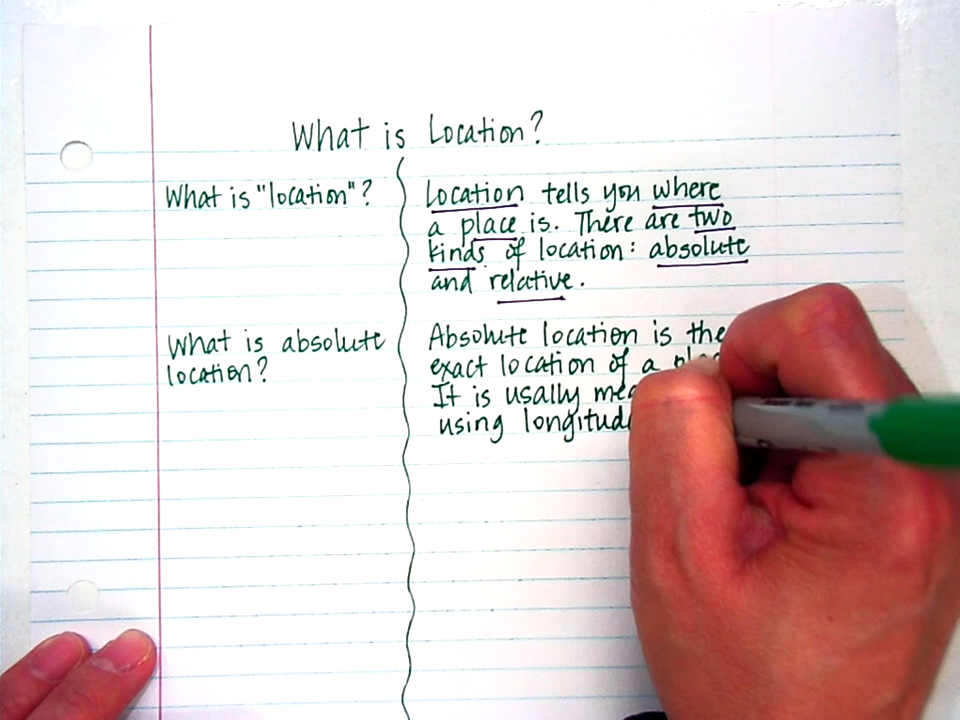 What is Location?
What is "location"?
Location tells you where
a place is. There are two
kinds of location: absolute
and relative.
What is absolute
location?
Absolute location is the
exact location of a
It is usally
using